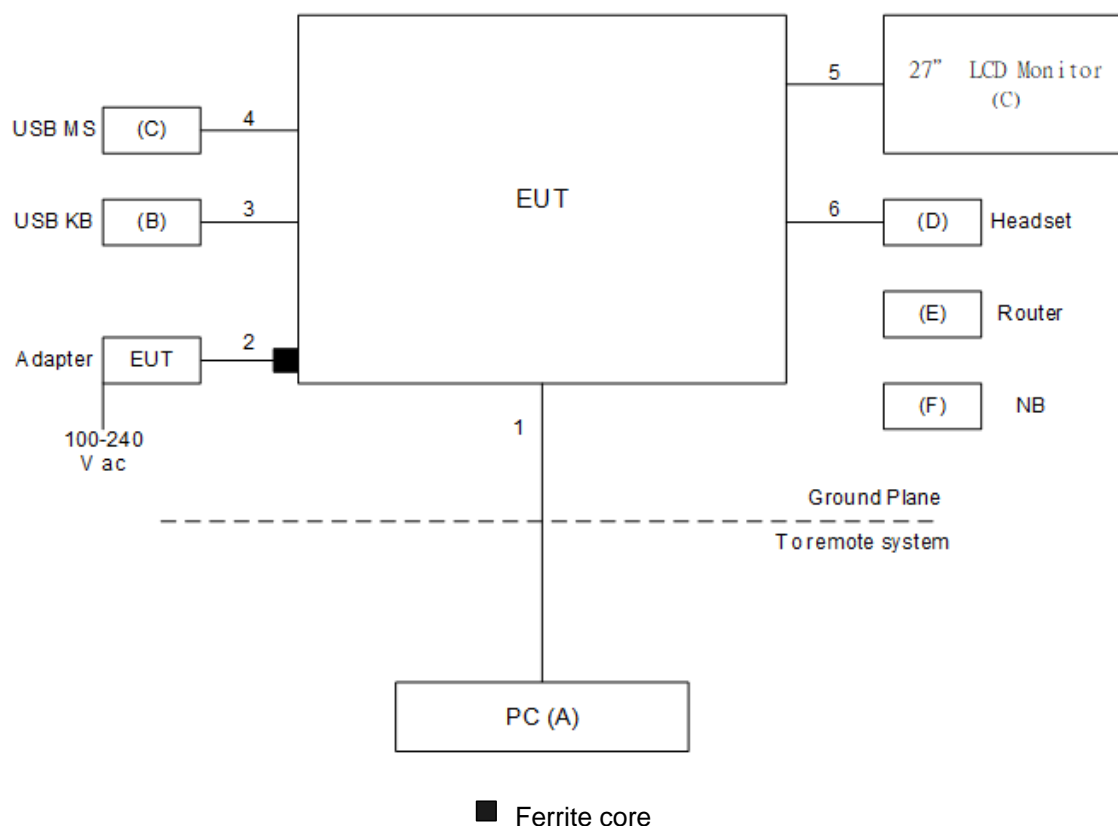 27” LCD Monitor
(C)
5
USB MS
(C)
4
EUT
USB KB
(B)
3
6
(D)
Headset
(E)
Router
Adapter
EUT
2
(F)
NB
100-240
V ac
1
Ground Plane
To remote system
PC (A)
Ferrite core